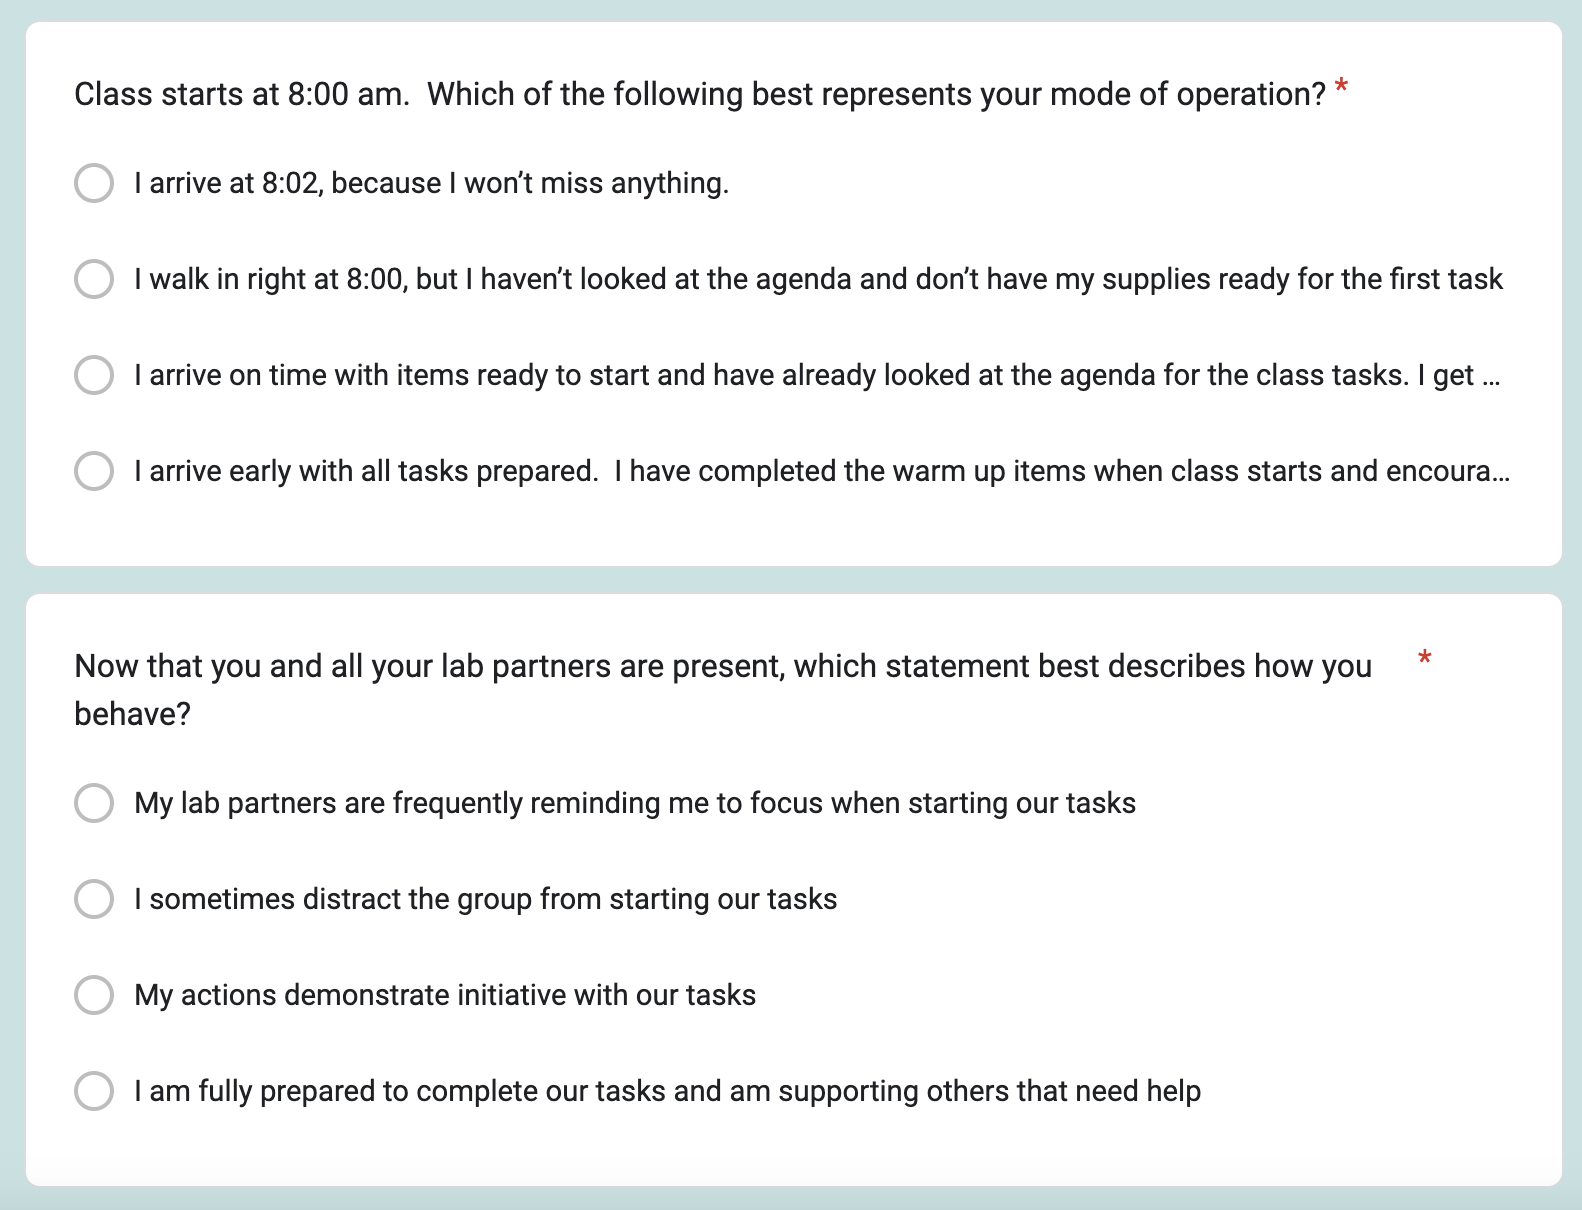 Class starts at 8:00 am.  Which of the following best represents your mode of operation? *
I arrive at 8:02, because I won’t miss anything.
I walk in right at 8:00, but I haven’t looked at the agenda and don’t have my supplies ready for the first task
I arrive on time with items ready to start and have already looked at the agenda for the class tasks. I get ...
I arrive early with all tasks prepared.  I have completed the warm up items when class starts and encoura...
Now that you and all your lab partners are present, which statement best describes how you *
behave?
My lab partners are frequently reminding me to focus when starting our tasks
I sometimes distract the group from starting our tasks
My actions demonstrate initiative with our tasks
I am fully prepared to complete our tasks and am supporting others that need help